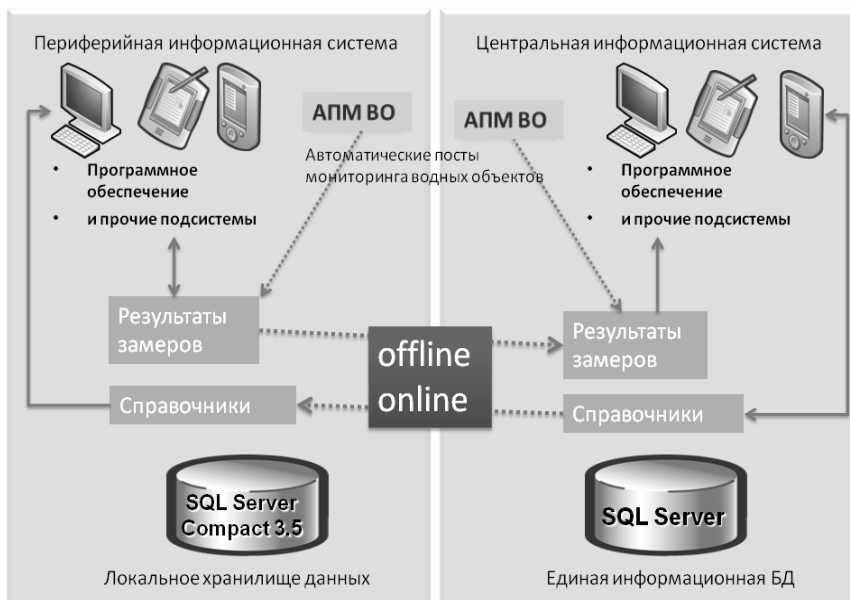 Периферийная информационная система
АПМ ВО
Автоматические посты
мониторинга водных объектов
• Программное
обеспечение
• и прочие подсистемы
Результаты
замеров
Справочники
SQL Server
Compact 3.5
Локальное хранилище данных
offline
online
Центральная информационная система
АПМ ВО
• Программное
обеспечение
• и прочие подсистемы
Результаты
замеров
Справочники
SQL Server
Единая информационная БД